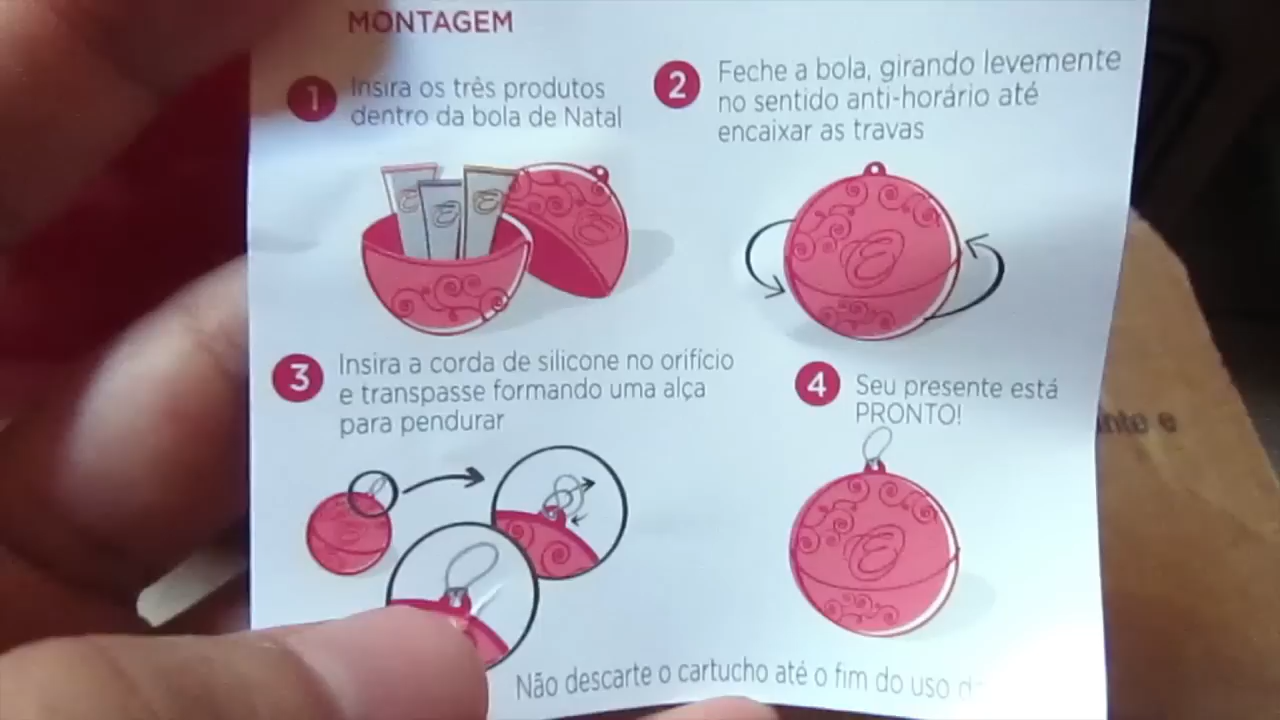 MONTAGEM
1 Insira os três produtos
dentro da bola de Natal
2 Feche a bola, girando levemente
no sentido anti-horário até
encaixar as travas
3 Insira a corda de silicone no orifício
e transpasse formando uma alça
para pendurar
4 Seu presente está
PRONTO!
Não descarte o cartucho até o fim do uso
e